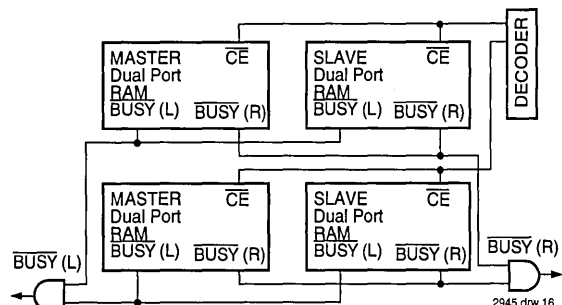 MASTER CE
Dual Port
RAM
BUSY (L) BUSY (R)
SLAVE CE
Dual Port
RAM
BUSY (L) BUSY (R)
DECODER
MASTER CE
Dual Port
RAM
BUSY (L) BUSY (R)
SLAVE CE
Dual Port
RAM
BUSY (L) BUSY (R)
BUSY (L)
BUSY (R)
2945 drw 16